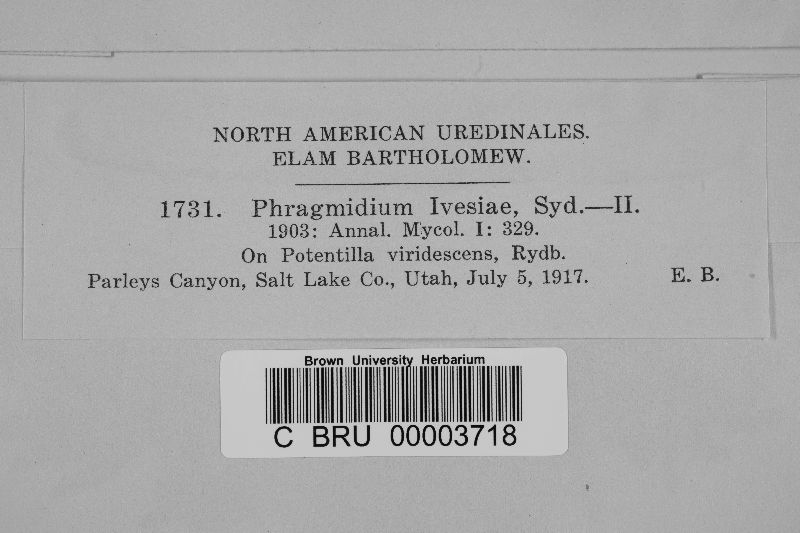 NORTH AMERICAN UREDINALES.
ELAM BARTHOLOMEW.
1731. Phragmidium Ivesiae, Syd.—II.
1903: Annal. Mycol. I: 329.
On Potentilla viridescens, Rydb.
Parleys Canyon, Salt Lake Co., Utah, July 5, 1917. E. B.
Brown University Herbarium
C BRU 00003718